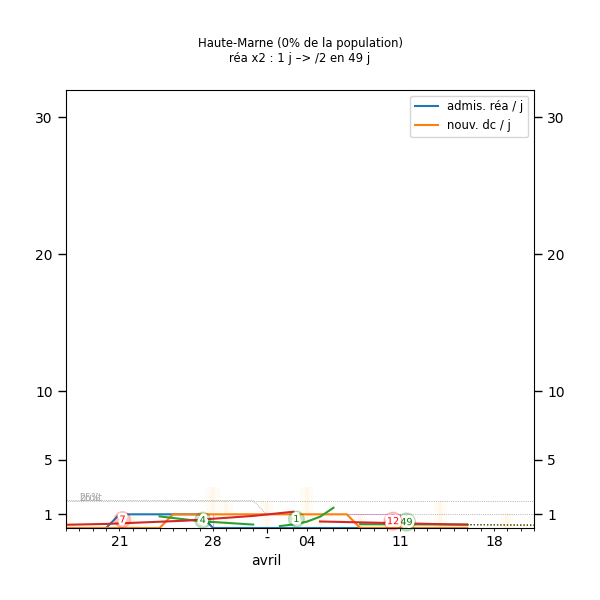 Haute-Marne (0% de la population)
réa x2 : 1 j –> /2 en 49 j
admis. réa / j
nouv. dc / j
30 30
20 20
10 10
5 5
1 1
7 4 1 12 49
21 28 - 04 11 18
avril